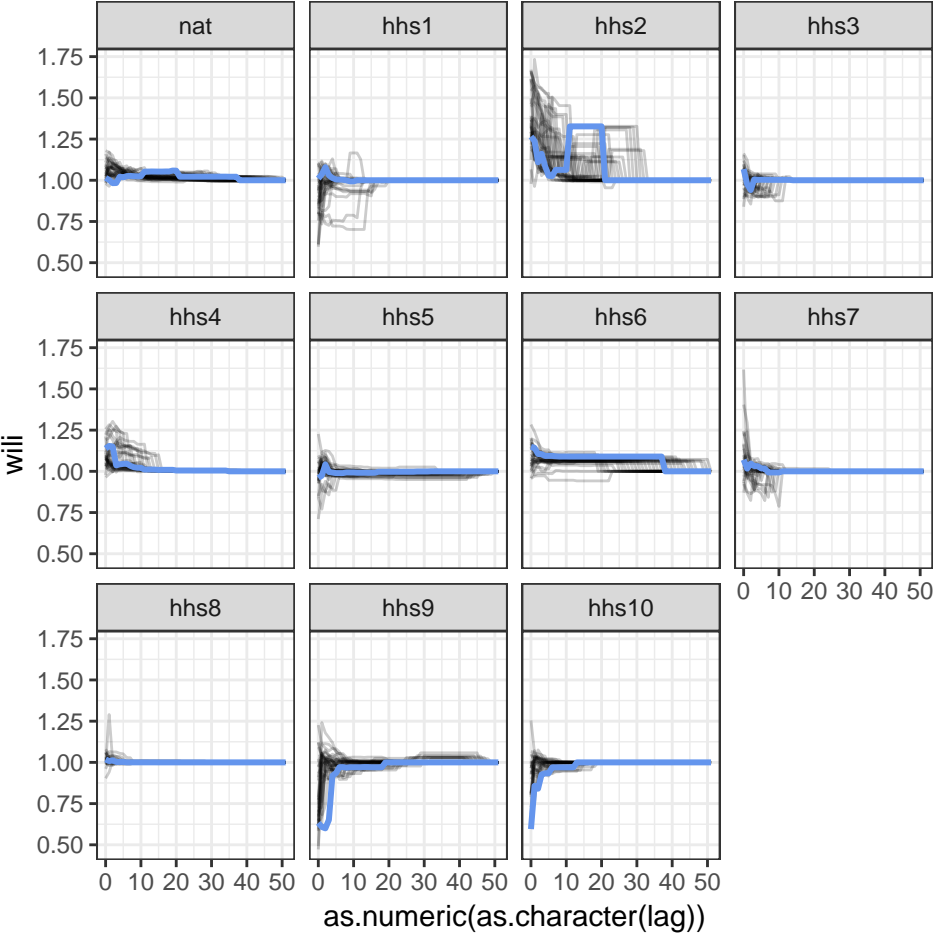 nat hhs1 hhs2 hhs3
1.75
1.50
1.25
1.00
0.75
0.50
hhs4 hhs5 hhs6 hhs7
1.75
1.50
1.25
1.00
0.75
0.50
0 10 20 30 40 50
hhs8 hhs9 hhs10
1.75
1.50
1.25
1.00
0.75
0.50
0 10 20 30 40 50 0 10 20 30 40 50 0 10 20 30 40 50
as.numeric(as.character(lag))
wili